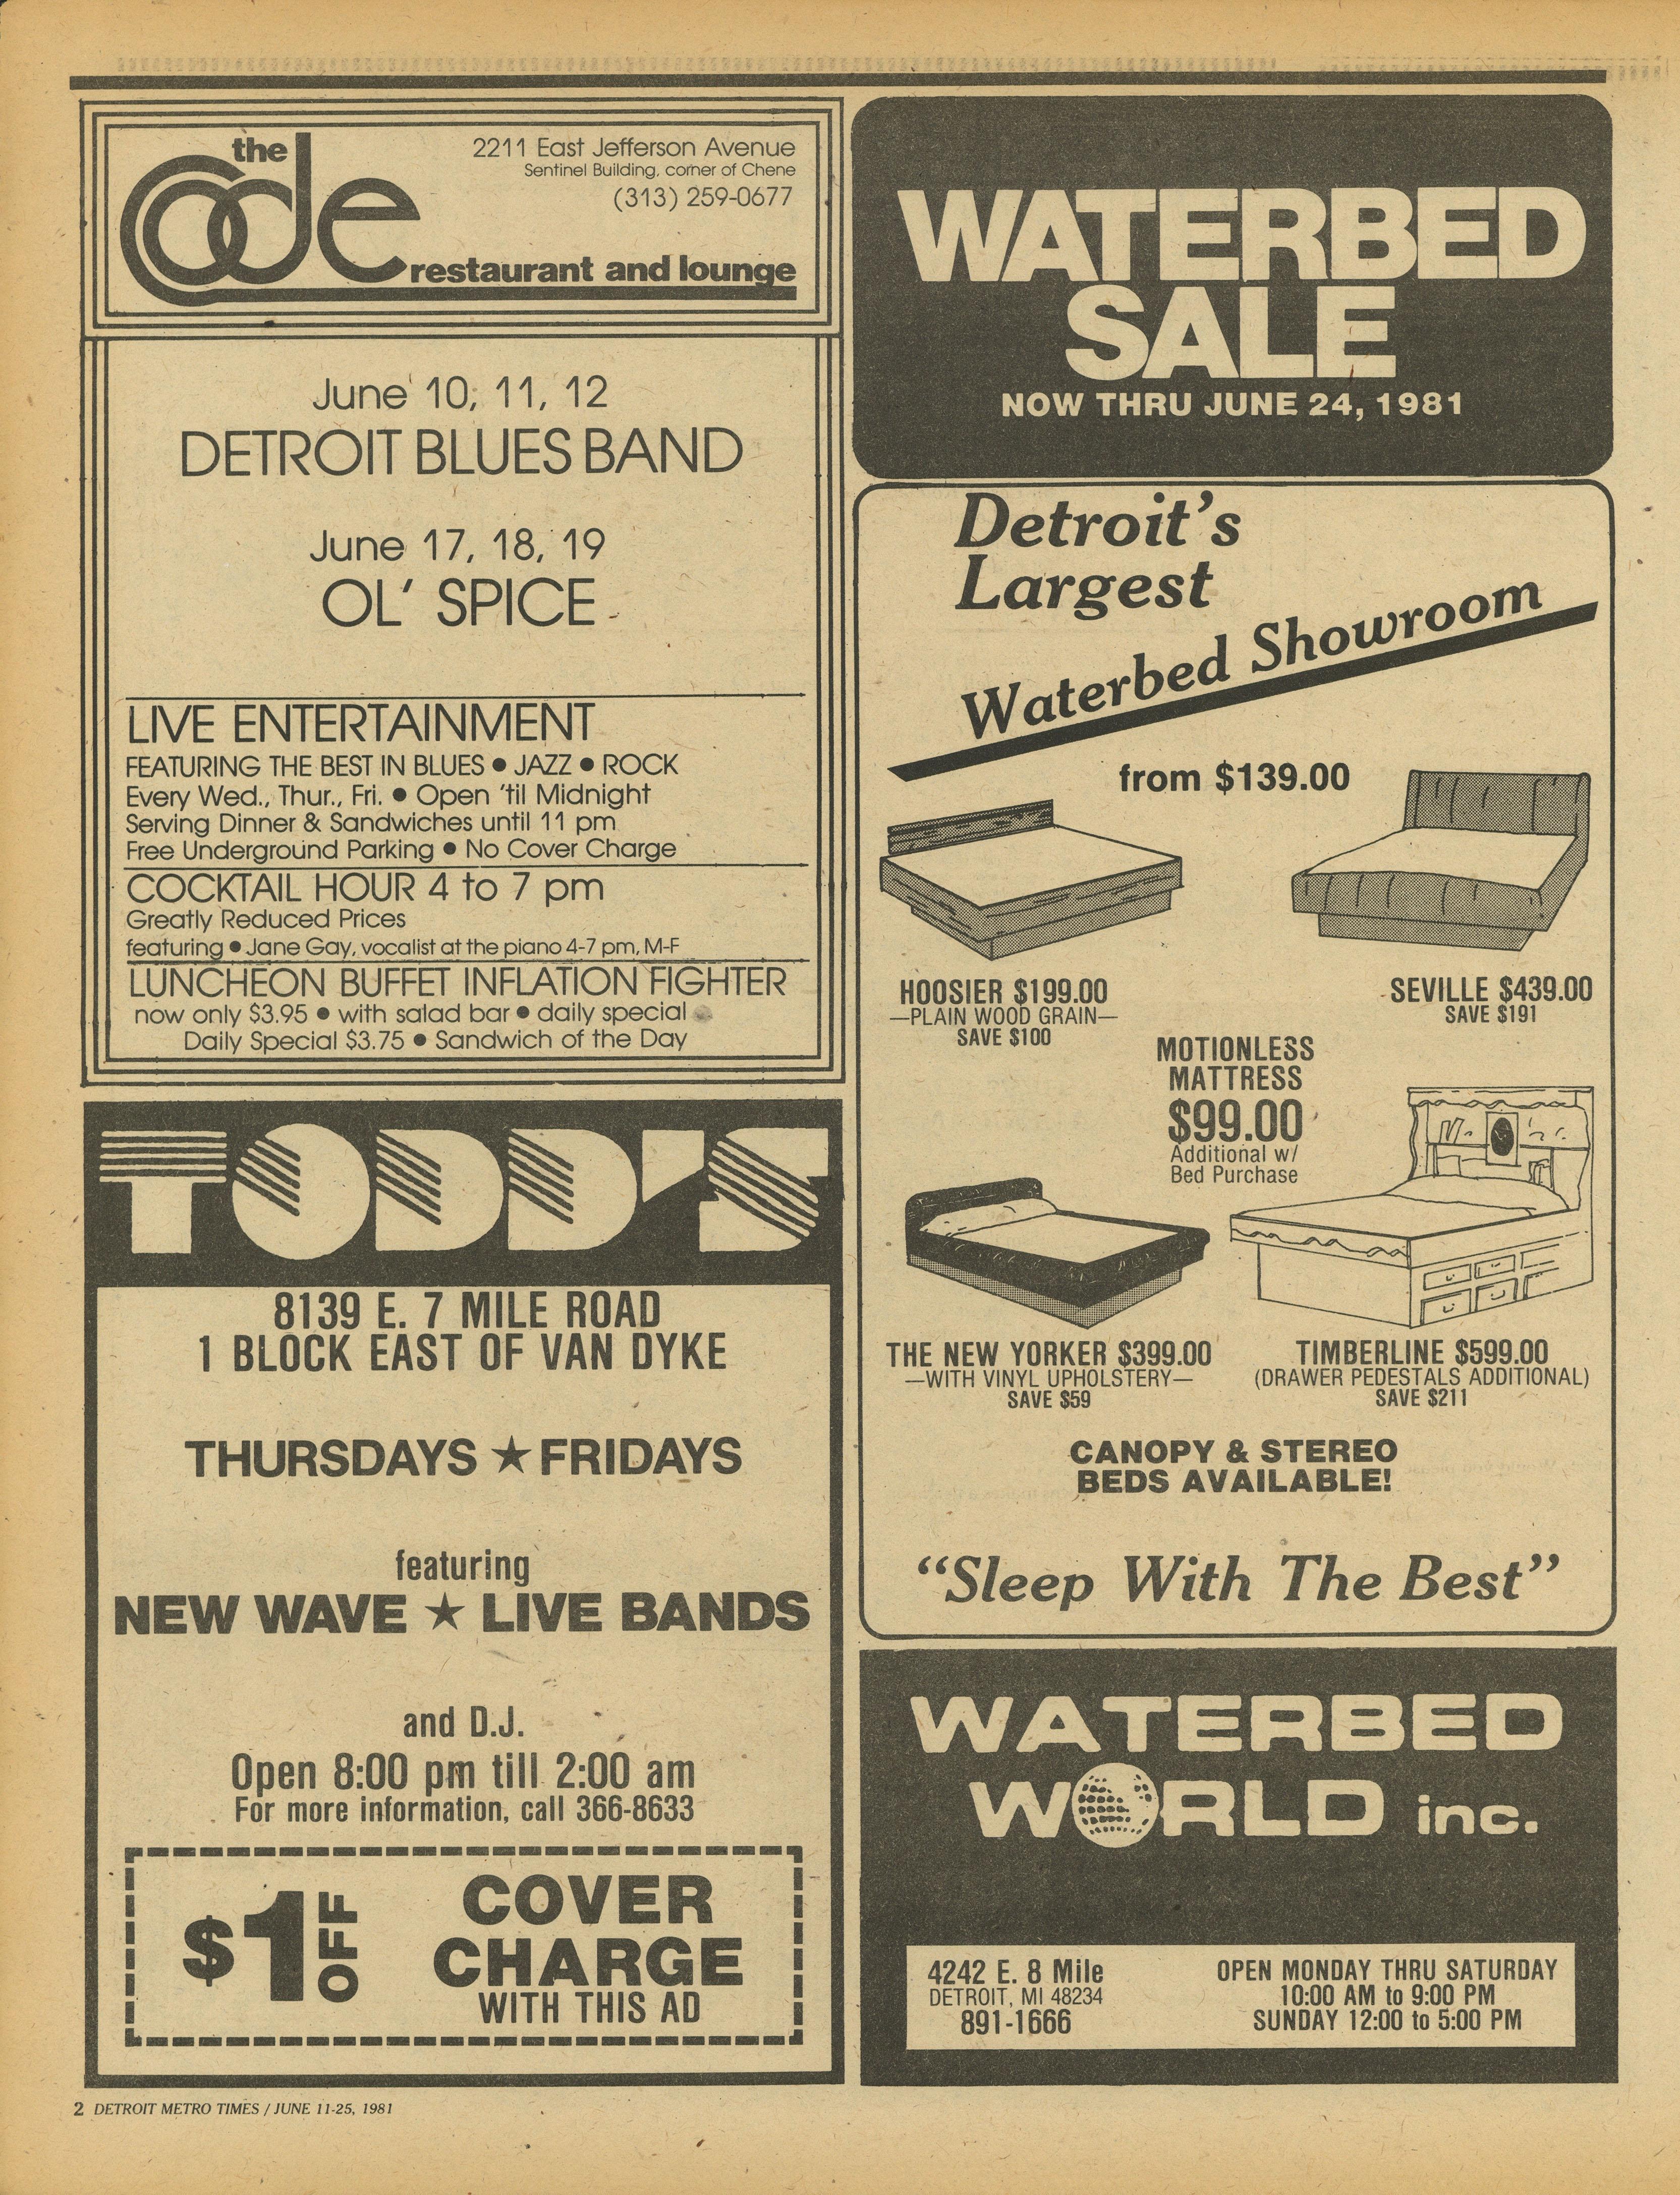 the
Code
restaurant and lounge
2211 East Jefferson Avenue
Sentinel Building, corner of Chene
(313) 259-0677
June 10, 11, 12
DETROIT BLUES BAND
June 17, 18, 19
OL' SPICE
LIVE ENTERTAINMENT
FEATURING THE BEST IN BLUES ● JAZZ ● ROCK
Every Wed., Thur., Fri. ● Open 'til Midnight
Serving Dinner & Sandwiches until 11 pm
Free Underground Parking ● No Cover Charge
COCKTAIL HOUR 4 to 7 pm
Greatly Reduced Prices
featuring ● Jane Gay, vocalist at the piano 4-7 pm, M-F
LUNCHEON BUFFET INFLATION FIGHTER
now only $3.95 ● with salad bar ● daily special
Daily Special $3.75 ● Sandwich of the Day
TODD'S
8139 E. 7 MILE ROAD
1 BLOCK EAST OF VAN DYKE
THURSDAYS ★ FRIDAYS
featuring
NEW WAVE ★ LIVE BANDS
and D.J.
Open 8:00 pm till 2:00 am
For more information, call 366-8633
$1 OFF
COVER
CHARGE
WITH THIS AD
WATERBED
SALE
NOW THRU JUNE 24, 1981
Detroit's
Largest
Waterbed Showroom
from $139.00
HOOSIER $199.00
—PLAIN WOOD GRAIN—
SAVE $100
SEVILLE $439.00
SAVE $191
MOTIONLESS
MATTRESS
$99.00
Additional w/
Bed Purchase
THE NEW YORKER $399.00
—WITH VINYL UPHOLSTERY—
SAVE $59
TIMBERLINE $599.00
(DRAWER PEDESTALS ADDITIONAL)
SAVE $211
CANOPY & STEREO
BEDS AVAILABLE!
"Sleep With The Best"
WATERBED
WORLD inc.
4242 E. 8 Mile
DETROIT, MI 48234
891-1666
OPEN MONDAY THRU SATURDAY
10:00 AM to 9:00 PM
SUNDAY 12:00 to 5:00 PM
2 DETROIT METRO TIMES / JUNE 11-25, 1981